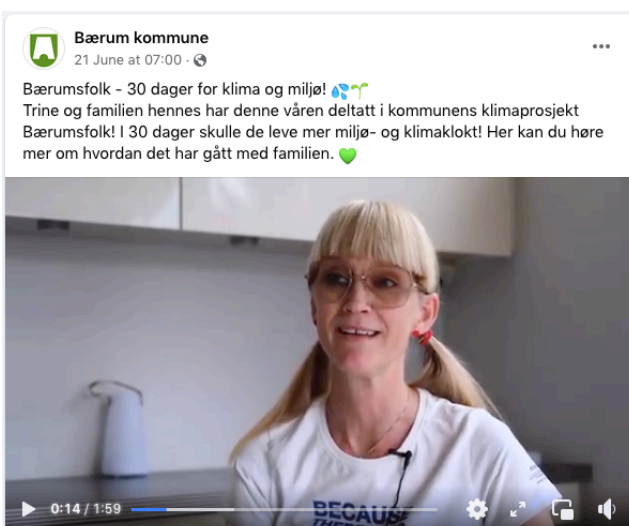 Bærum kommune
21 June at 07:00 ·
Bærumsfolk - 30 dager for klima og miljø! 💦🌱
Trine og familien hennes har denne våren deltatt i kommunens klimaprosjekt
Bærumsfolk! I 30 dager skulle de leve mer miljø- og klimaklokt! Her kan du høre
mer om hvordan det har gått med familien. 💚
BECAUSE
0:14 / 1:59